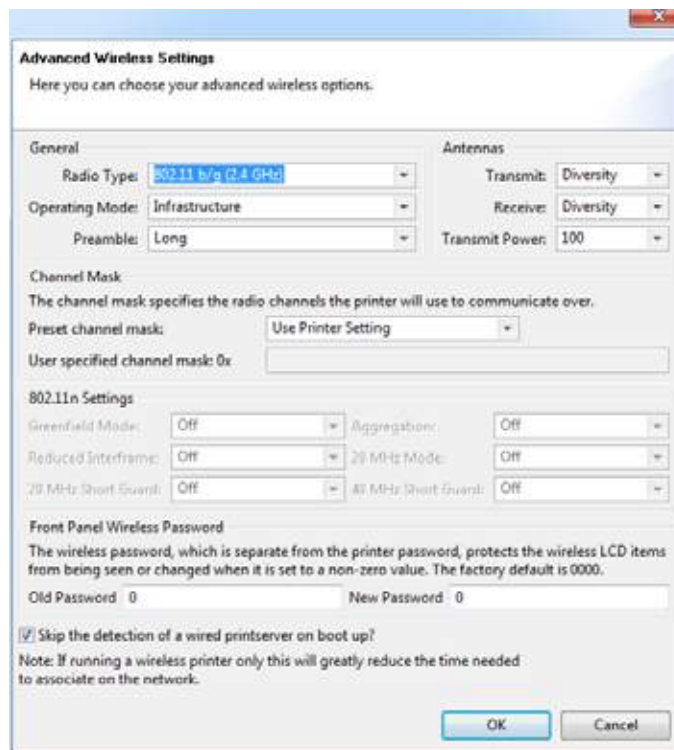 Advanced Wireless Settings
Here you can choose your advanced wireless options.
General
Antennas
Radio Type: 802.11 b/g (2.4 GHz)
Transmit: Diversity
Operating Mode: Infrastructure
Receive: Diversity
Preamble: Long
Transmit Power: 100
Channel Mask
The channel mask specifies the radio channels the printer will use to communicate over.
Preset channel mask: Use Printer Setting
User specified channel mask: 0x
802.11n Settings
Greenfield Mode: Off Aggregation: Off
Reduced Interframe: Off 20 MHz Mode: Off
20 MHz Short Guard: Off 40 MHz Short Guard: Off
Front Panel Wireless Password
The wireless password, which is separate from the printer password, protects the wireless LCD items
from being seen or changed when it is set to a non-zero value. The factory default is 0000.
Old Password 0 New Password 0
Skip the detection of a wired printserver on boot up?
Note: If running a wireless printer only this will greatly reduce the time needed
to associate on the network.
OK Cancel